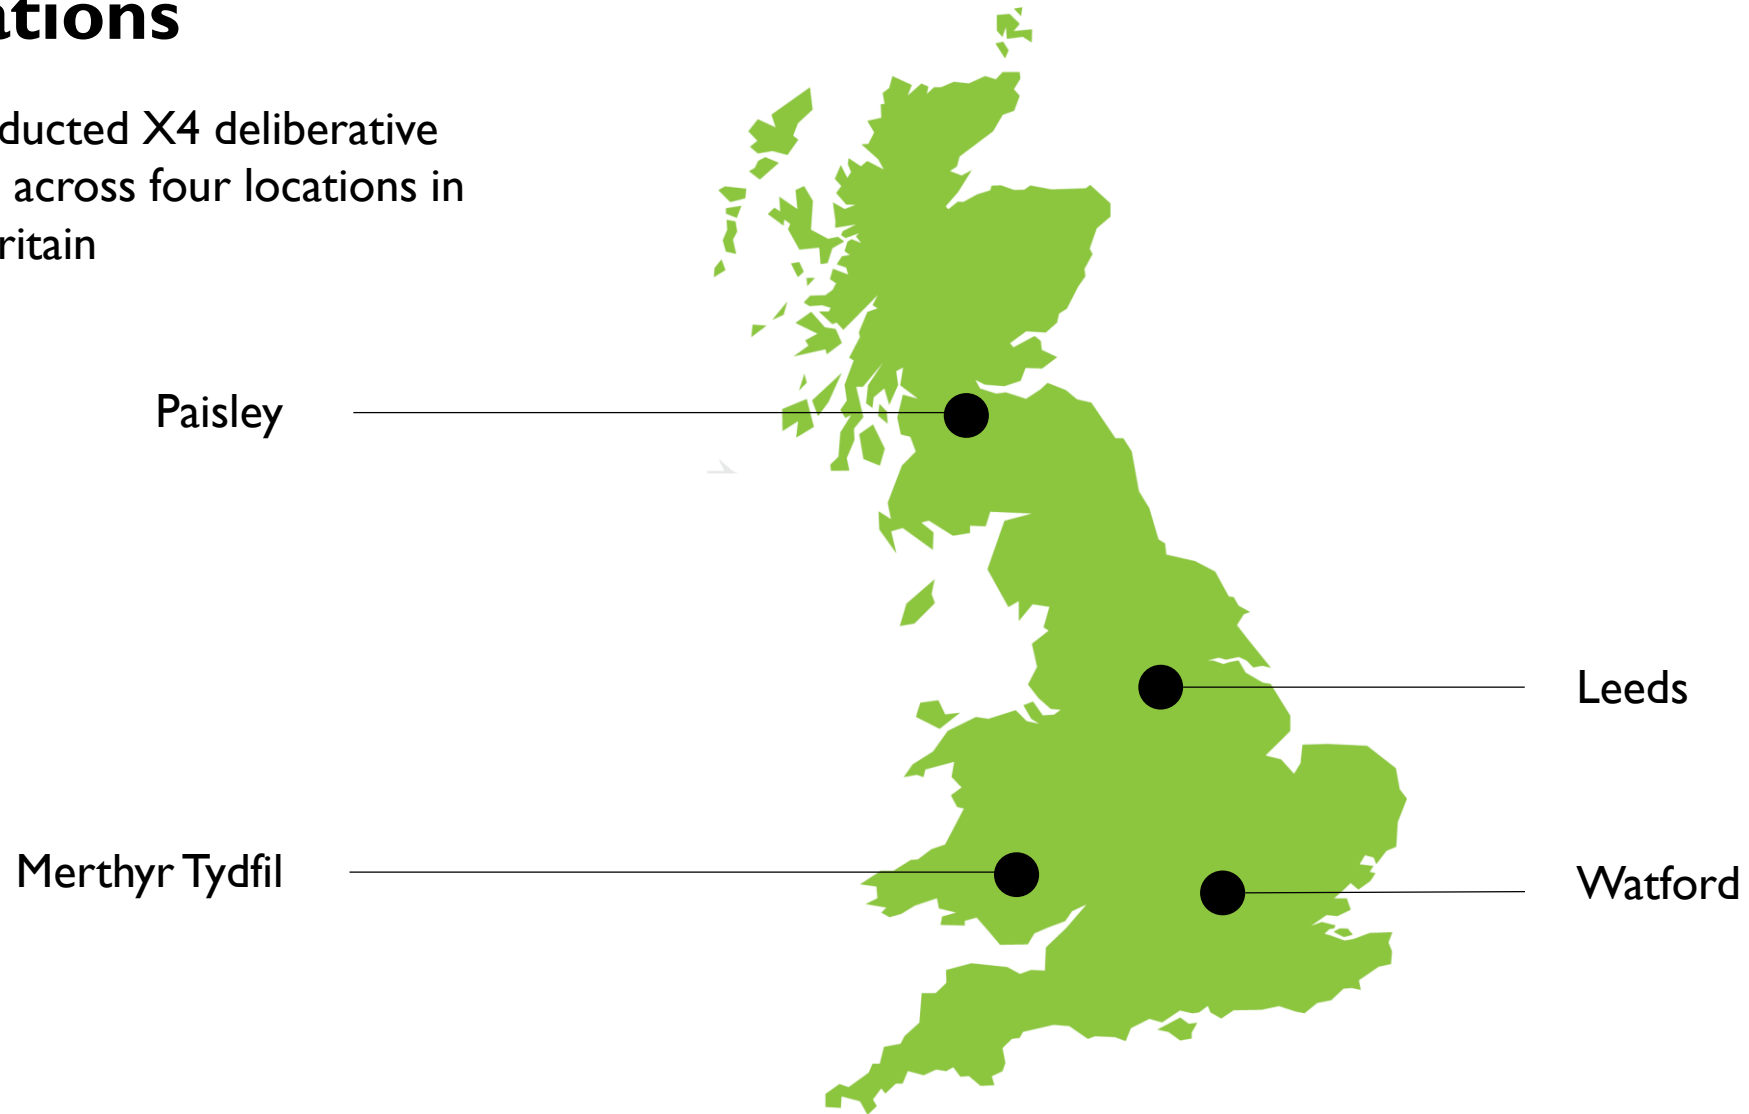 ations
ducted X4 deliberative
across four locations in
ritain
Paisley
Leeds
Merthyr Tydfil
Watford